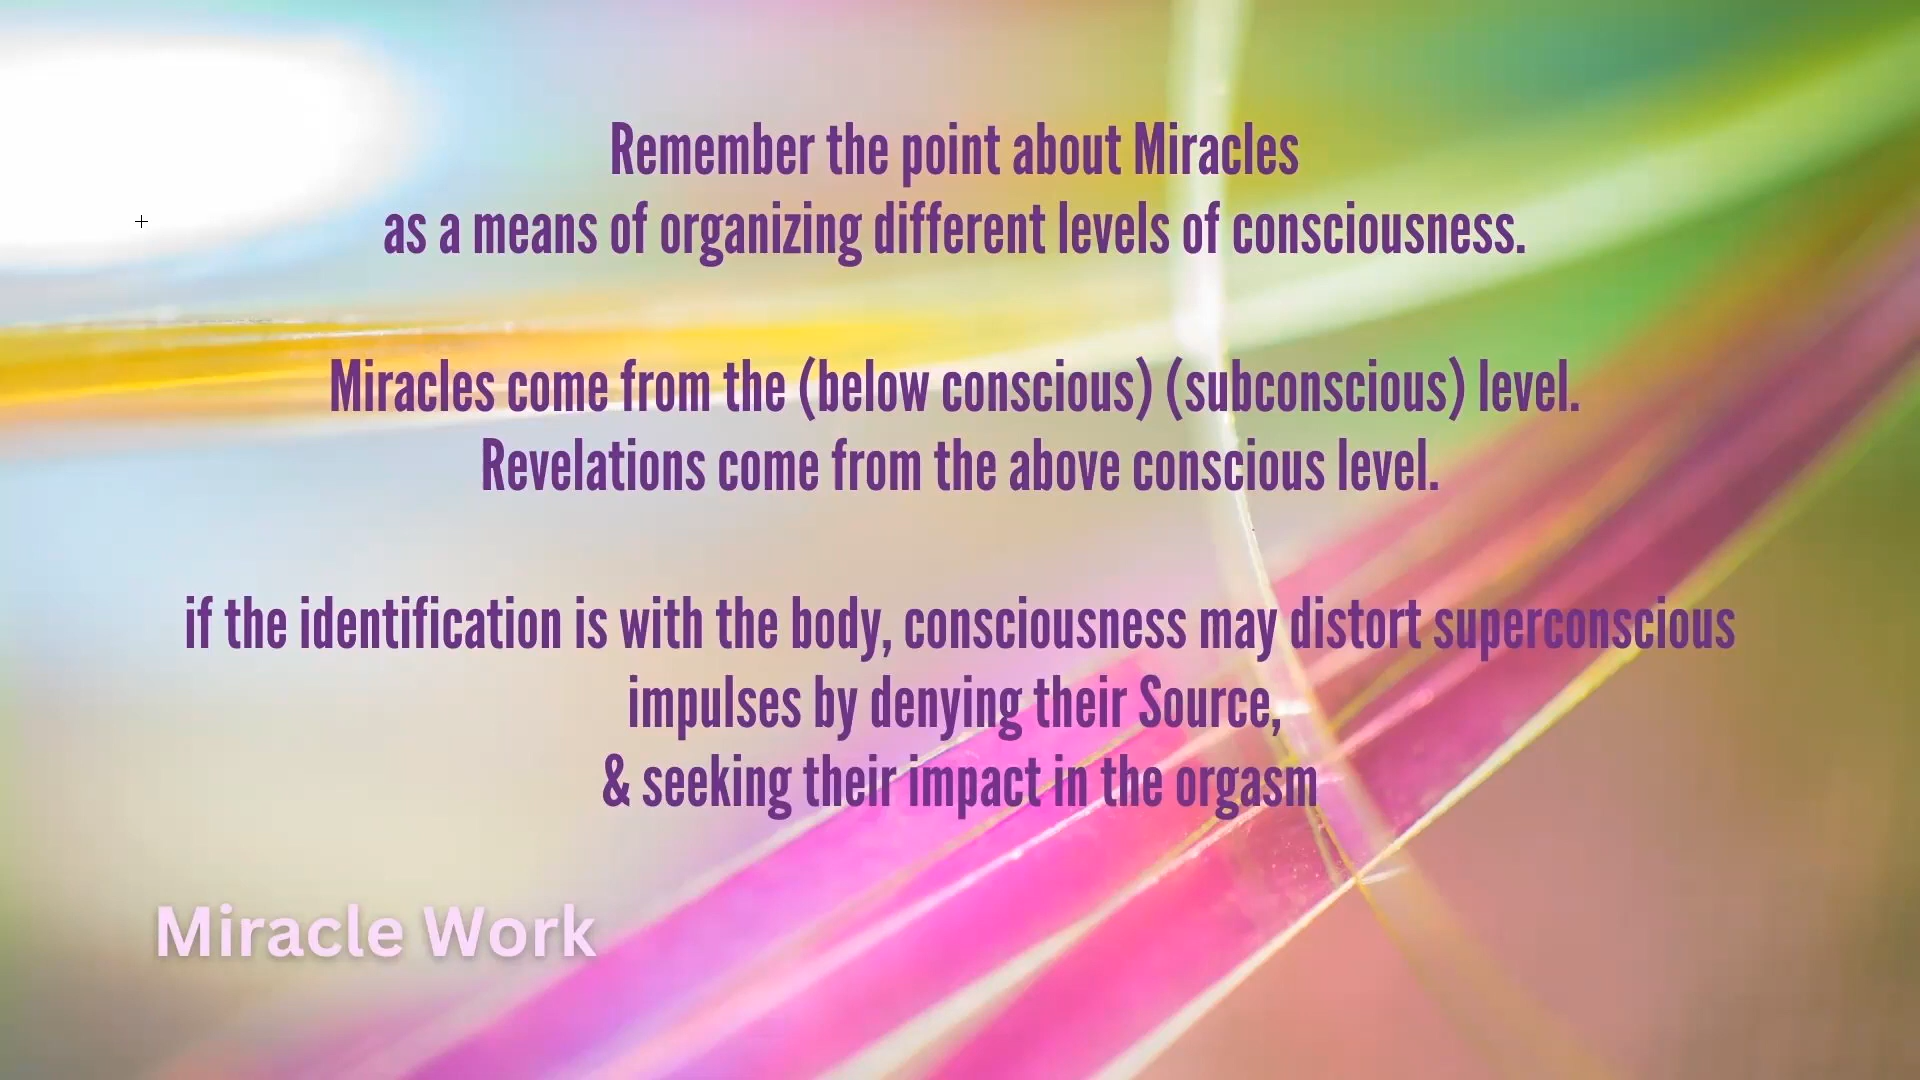 Remember the point about Miracles
as a means of organizing different levels of consciousness.
Miracles come from the (below conscious) (subconscious) level.
Revelations come from the above conscious level.
if the identification is with the body, consciousness may distort superconscious
impulses by denying their Source,
& seeking their impact in the orgasm
Miracle Work